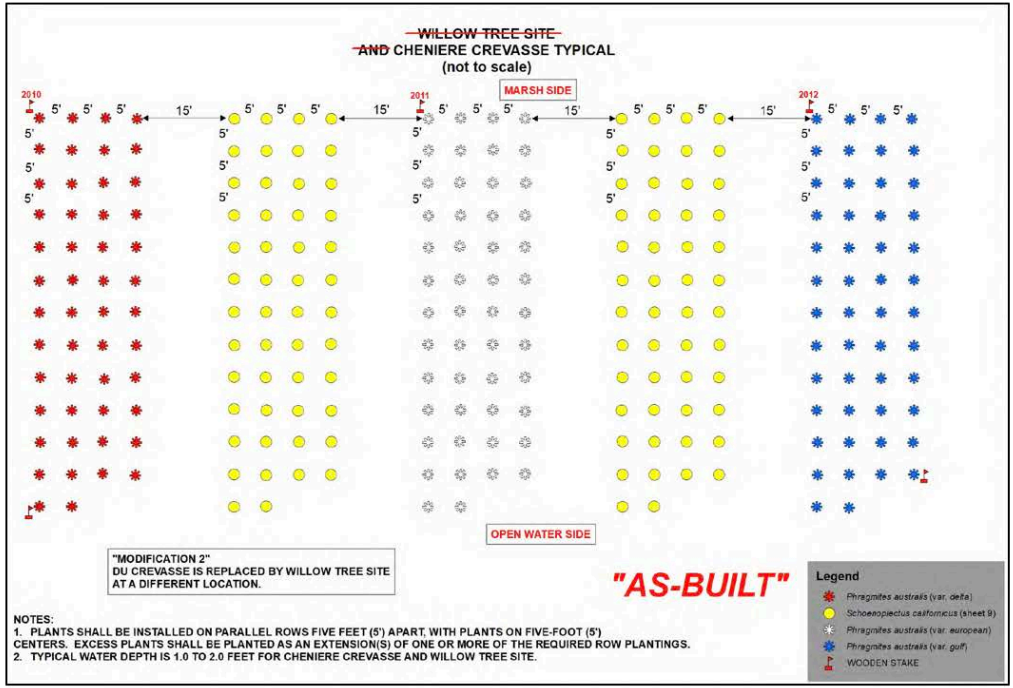 WILLOW TREE SITE
AND CHENIERE CREVASSE TYPICAL
(not to scale)
MARSH SIDE
2010 2011 2012
5' 5' 5' 15' 5' 5' 5' 15' 5' 5' 5' 15' 5' 5' 5' 15' 5' 5' 5'
5' 5' 5' 5' 5'
5' 5' 5' 5' 5'
5' 5' 5' 5' 5'
OPEN WATER SIDE
"MODIFICATION 2"
DU CREVASSE IS REPLACED BY WILLOW TREE SITE
AT A DIFFERENT LOCATION.
"AS-BUILT"
NOTES:
1. PLANTS SHALL BE INSTALLED ON PARALLEL ROWS FIVE FEET (5') APART, WITH PLANTS ON FIVE-FOOT (5')
CENTERS. EXCESS PLANTS SHALL BE PLANTED AS AN EXTENSION(S) OF ONE OR MORE OF THE REQUIRED ROW PLANTINGS.
2. TYPICAL WATER DEPTH IS 1.0 TO 2.0 FEET FOR CHENIERE CREVASSE AND WILLOW TREE SITE.
Legend
Phragmites australis (var. delta)
Schoenoplectus californicus (sheet 9)
Phragmites australis (var. european)
Phragmites australis (var. gulf)
WOODEN STAKE